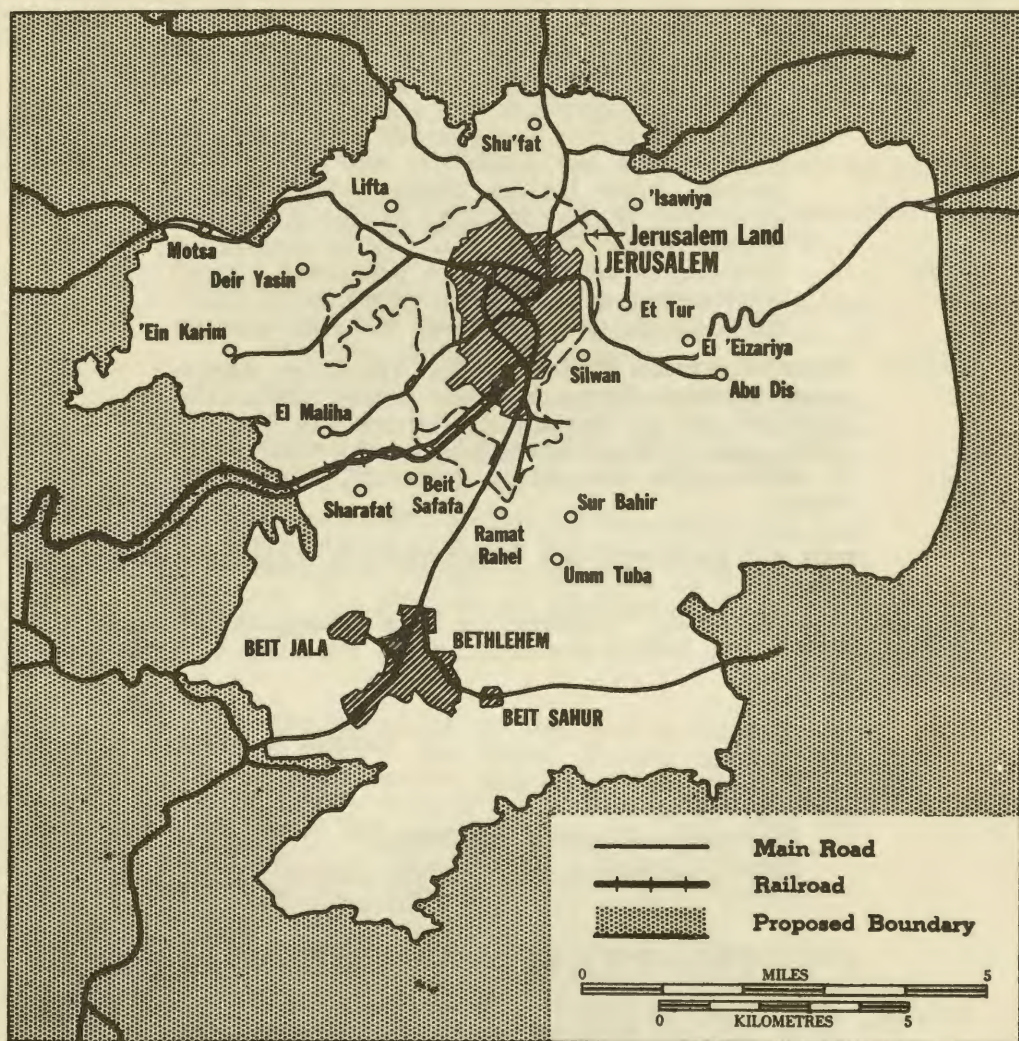 Shu'fat
Lifta
'Isawiya
Jerusalem Land
JERUSALEM
Motsa
Deir Yasin
Et Tur
'Ein Karim
El 'Eizariya
Silwan
Abu Dis
El Maliha
Beit
Safafa
Sharafat
Sur Bahir
Ramat
Rahel
Umm Tuba
BEIT JALA
BETHLEHEM
BEIT SAHUR
Main Road
Railroad
Proposed Boundary
0 MILES 5
0 KILOMETRES 5